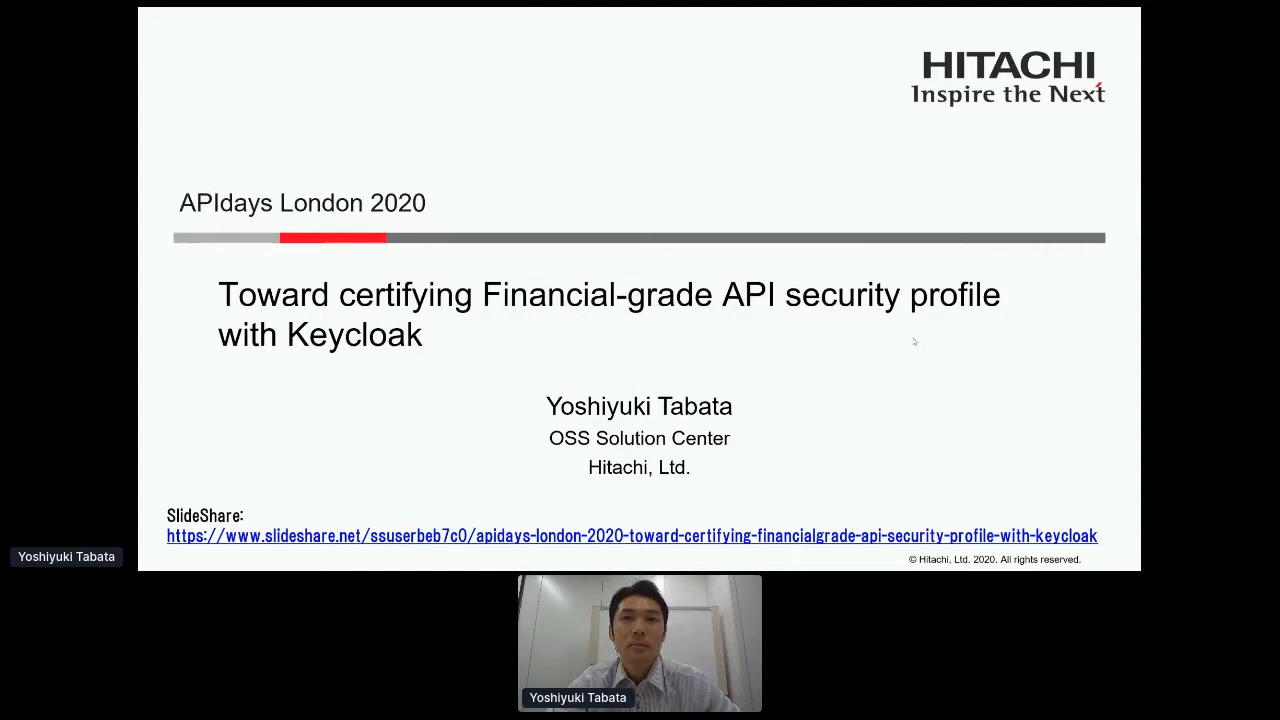 HITACHI
Inspire the Next
APIdays London 2020
Toward certifying Financial-grade API security profile
with Keycloak
Yoshiyuki Tabata
OSS Solution Center
Hitachi, Ltd.
SlideShare:
https://www.slideshare.net/ssuserbeb7c0/apidays-london-2020-toward-certifying-financialgrade-api-security-profile-with-keycloak
© Hitachi, Ltd. 2020. All rights reserved.
Yoshiyuki Tabata
Yoshiyuki Tabata